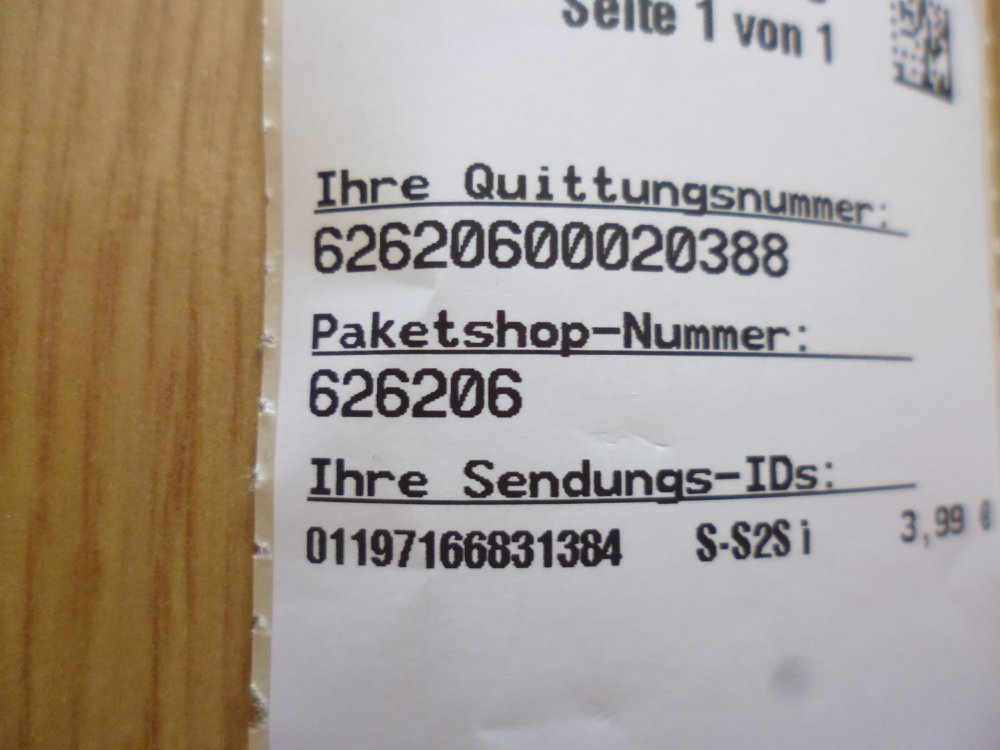 Seite 1 von 1
Ihre Quittungsnummer:
62620600020388
Paketshop-Nummer:
626206
Ihre Sendungs-IDs:
01197166831384 S-S2S i 3,99 €